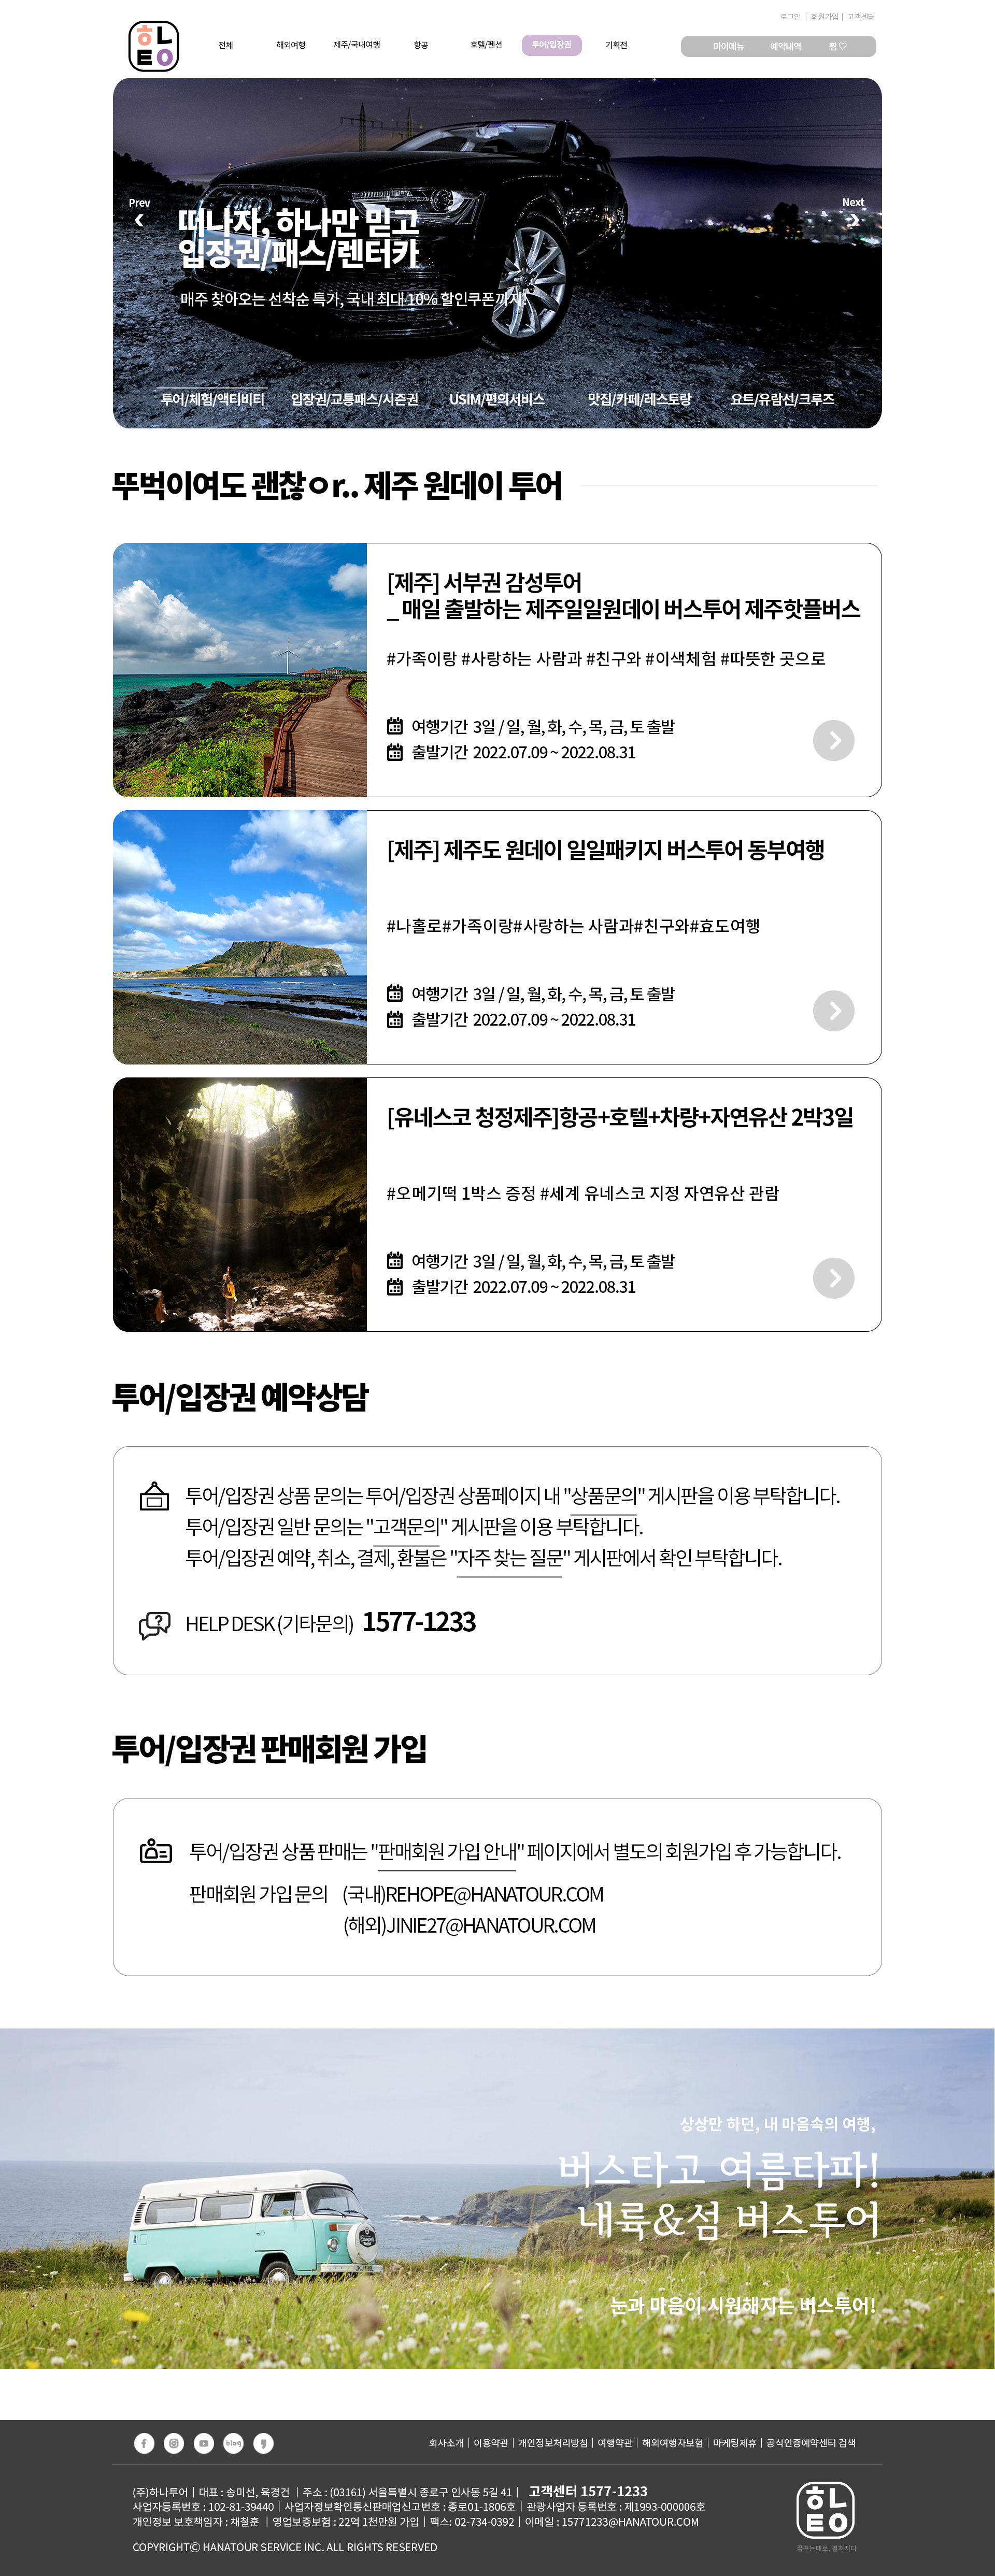 로그인 | 회원가입 | 고객센터
하나
투어
전체 해외여행 제주/국내여행 항공 호텔/펜션 투어/입장권 기획전
마이메뉴 예약내역 찜 ♡
Prev
Next
떠나자, 하나만 믿고
입장권/패스/렌터카
매주 찾아오는 선착순 특가, 국내 최대 10% 할인쿠폰까지!
투어/체험/액티비티 입장권/교통패스/시즌권 USIM/편의서비스 맛집/카페/레스토랑 요트/유람선/크루즈
뚜벅이여도 괜찮ㅇr.. 제주 원데이 투어
[제주] 서부권 감성투어
_ 매일 출발하는 제주일일원데이 버스투어 제주핫플버스
#가족이랑 #사랑하는 사람과 #친구와 #이색체험 #따뜻한 곳으로
여행기간 3일 / 일, 월, 화, 수, 목, 금, 토 출발
출발기간 2022.07.09 ~ 2022.08.31
[제주] 제주도 원데이 일일패키지 버스투어 동부여행
#나홀로#가족이랑#사랑하는 사람과#친구와#효도여행
여행기간 3일 / 일, 월, 화, 수, 목, 금, 토 출발
출발기간 2022.07.09 ~ 2022.08.31
[유네스코 청정제주]항공+호텔+차량+자연유산 2박3일
#오메기떡 1박스 증정 #세계 유네스코 지정 자연유산 관람
여행기간 3일 / 일, 월, 화, 수, 목, 금, 토 출발
출발기간 2022.07.09 ~ 2022.08.31
투어/입장권 예약상담
투어/입장권 상품 문의는 투어/입장권 상품페이지 내 "상품문의" 게시판을 이용 부탁합니다.
투어/입장권 일반 문의는 "고객문의" 게시판을 이용 부탁합니다.
투어/입장권 예약, 취소, 결제, 환불은 "자주 찾는 질문" 게시판에서 확인 부탁합니다.
HELP DESK (기타문의) 1577-1233
투어/입장권 판매회원 가입
투어/입장권 상품 판매는 "판매회원 가입 안내" 페이지에서 별도의 회원가입 후 가능합니다.
판매회원 가입 문의 (국내)REHOPE@HANATOUR.COM
(해외)JINIE27@HANATOUR.COM
상상만 하던, 내 마음속의 여행,
버스타고 여름타파!
내륙&섬 버스투어
눈과 마음이 시원해지는 버스투어!
blog
회사소개 | 이용약관 | 개인정보처리방침 | 여행약관 | 해외여행자보험 | 마케팅제휴 | 공식인증예약센터 검색
(주)하나투어 | 대표 : 송미선, 육경건 | 주소 : (03161) 서울특별시 종로구 인사동 5길 41 | 고객센터 1577-1233
사업자등록번호 : 102-81-39440 | 사업자정보확인통신판매업신고번호 : 종로01-1806호 | 관광사업자 등록번호 : 제1993-000006호
개인정보 보호책임자 : 채철훈 | 영업보증보험 : 22억 1천만원 가입 | 팩스: 02-734-0392 | 이메일 : 15771233@HANATOUR.COM
COPYRIGHTⓒ HANATOUR SERVICE INC. ALL RIGHTS RESERVED
하나
투어
꿈꾸는대로, 펼쳐지다